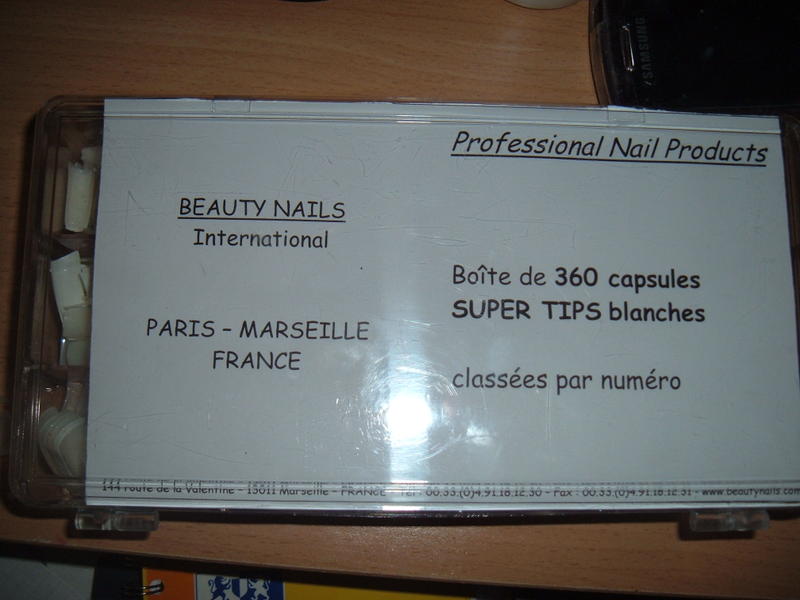 SAMSUNG
Professional Nail Products
BEAUTY NAILS
International
Boîte de 360 capsules
SUPER TIPS blanches
PARIS – MARSEILLE
FRANCE
classées par numéro
144 route de la Valentine - 13011 Marseille - FRANCE - Tél : 00.33.(0)4.91.18.12.30 - Fax : 00.33.(0)4.91.18.12.31 - www.beautynails.com